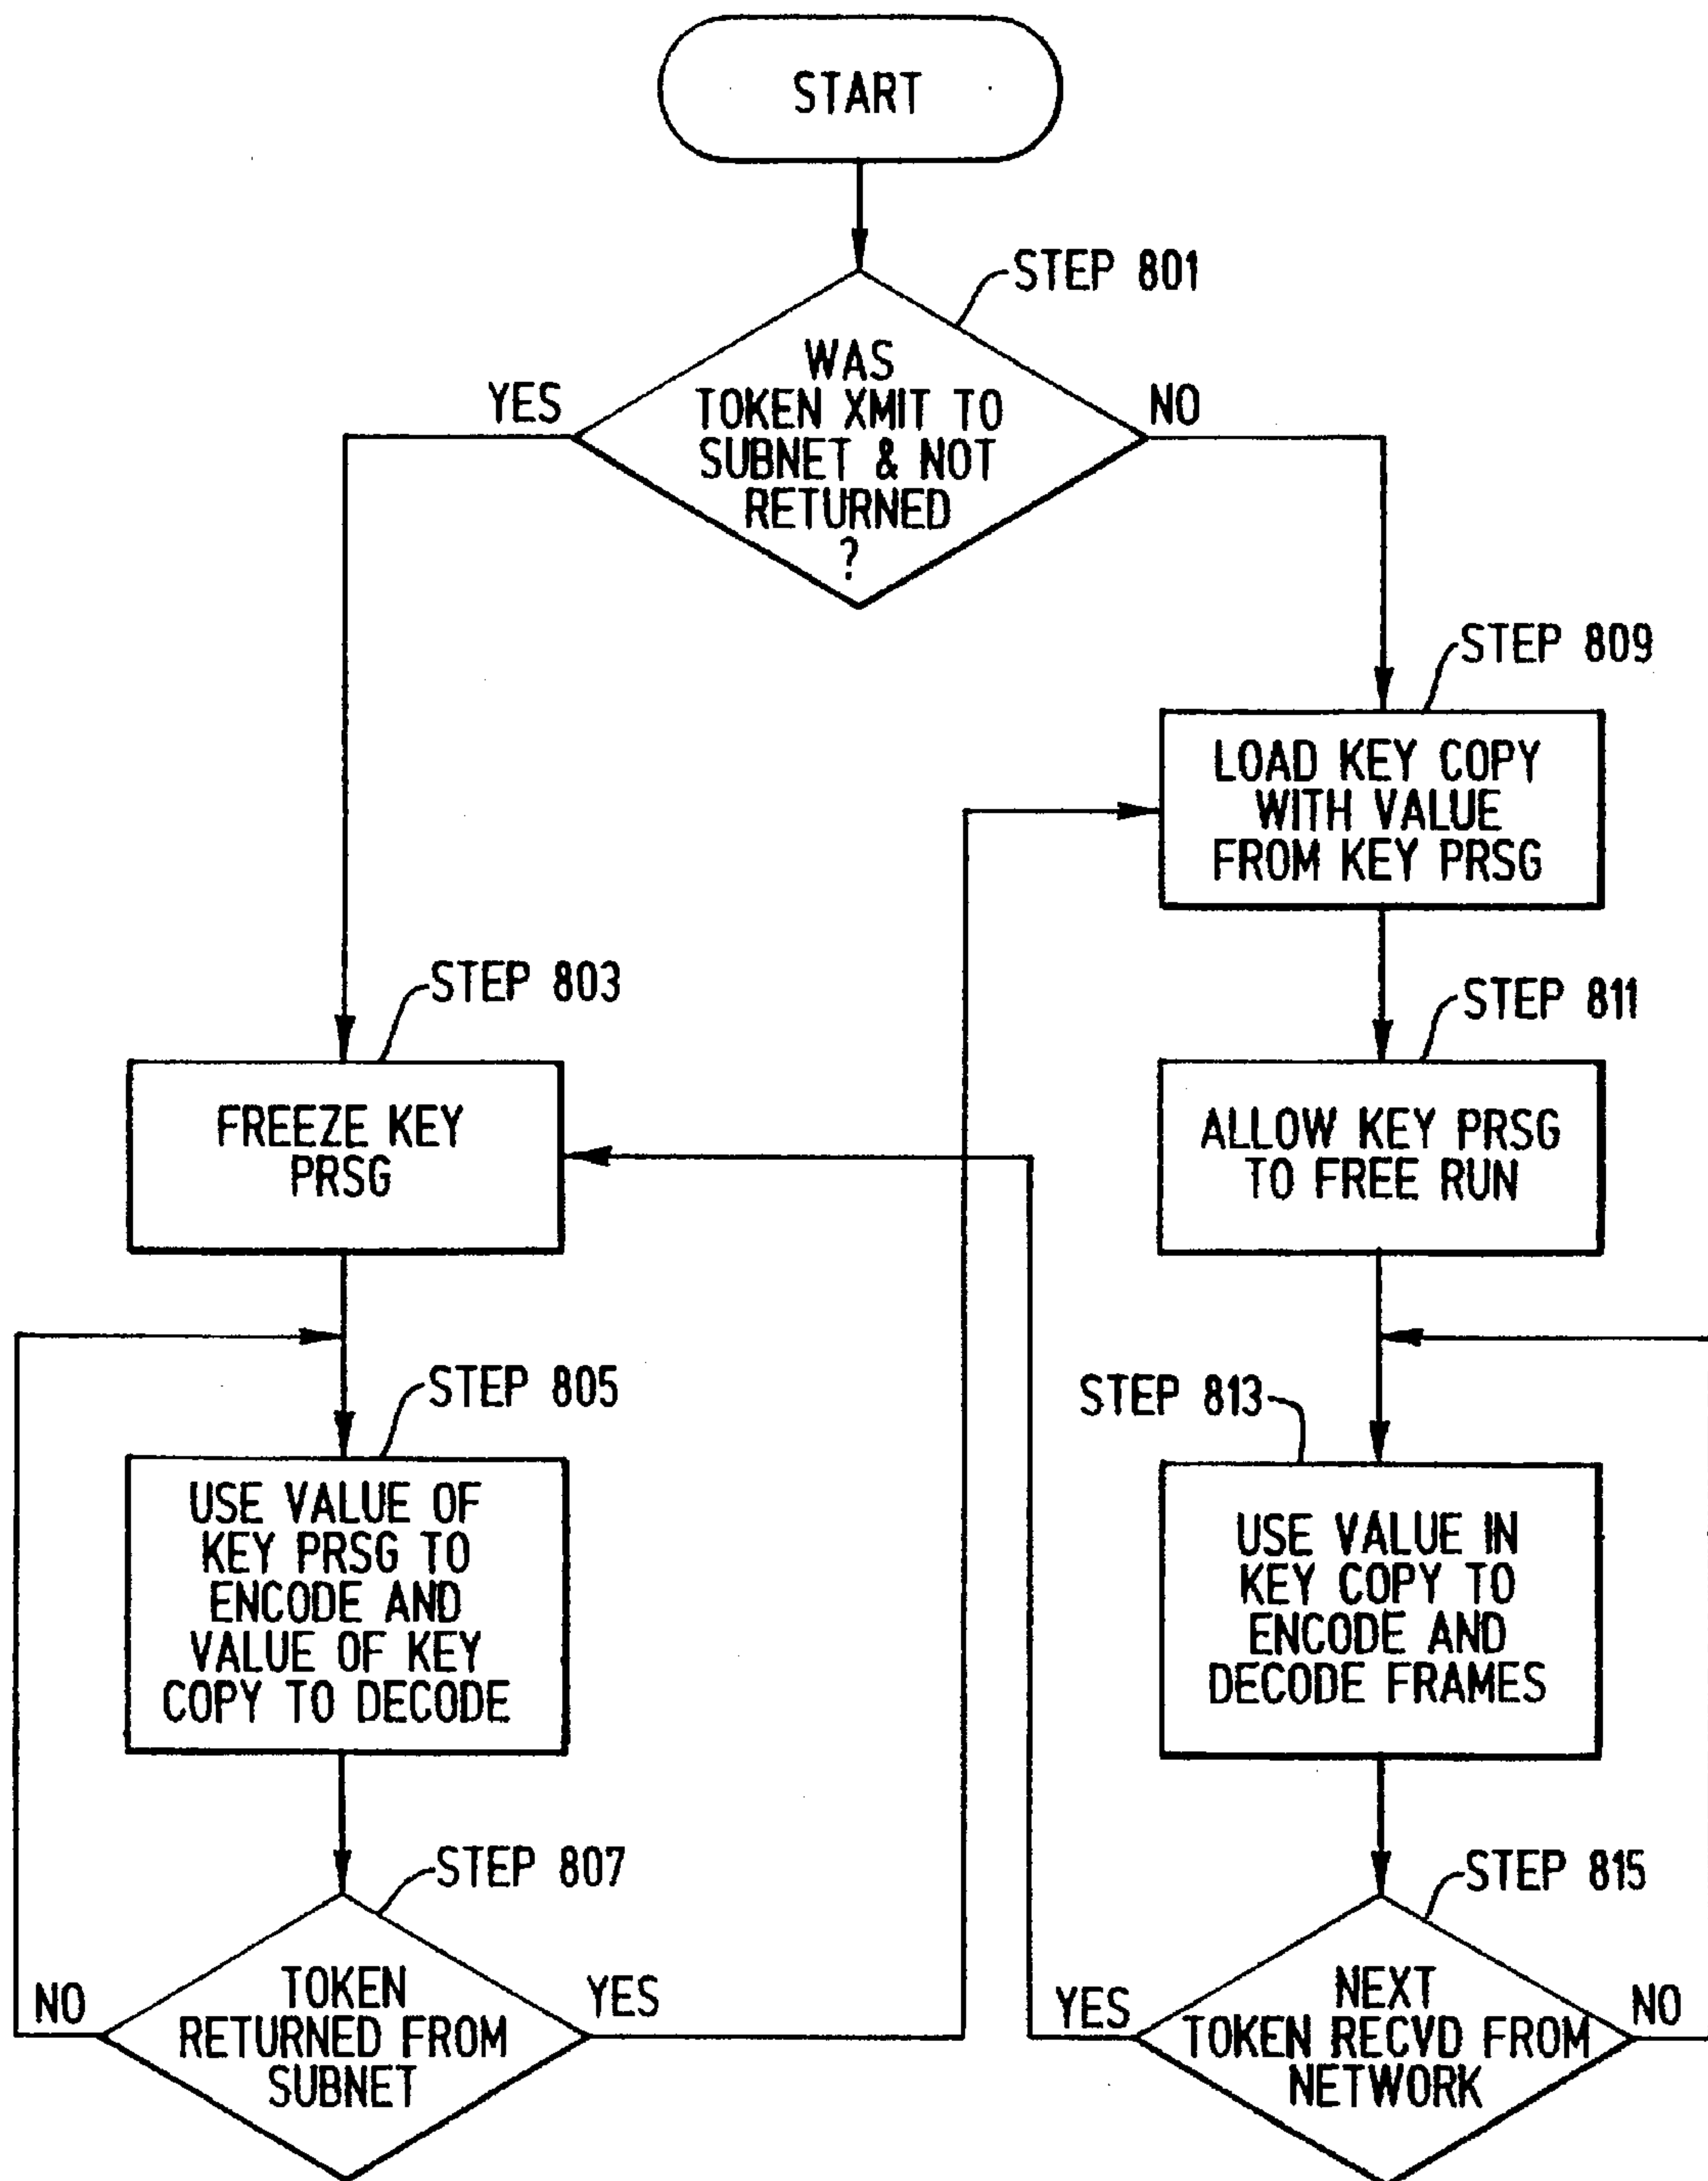 START
STEP 801
WAS
TOKEN XMIT TO
SUBNET & NOT
RETURNED
?
YES
NO
STEP 809
LOAD KEY COPY
WITH VALUE
FROM KEY PRSG
STEP 803
FREEZE KEY
PRSG
STEP 811
ALLOW KEY PRSG
TO FREE RUN
STEP 805
USE VALUE OF
KEY PRSG TO
ENCODE AND
VALUE OF KEY
COPY TO DECODE
STEP 813
USE VALUE IN
KEY COPY TO
ENCODE AND
DECODE FRAMES
STEP 807
NO
TOKEN
RETURNED FROM
SUBNET
YES
STEP 815
YES
NEXT
TOKEN RECVD FROM
NETWORK
NO